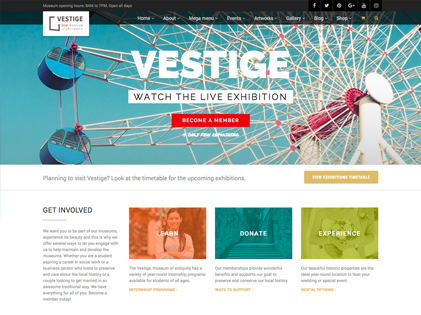 Museum opening hours: 9AM to 7PM. Open all days
VESTIGE
Home About Mega menu Events Artworks Gallery Blog Shop
VESTIGE
WATCH THE LIVE EXHIBITION
BECOME A MEMBER
DAYS REMAINING
Planning to visit Vestige? Look at the timetable for the upcoming exhibitions.
VIEW EXHIBITIONS TIMETABLE
GET INVOLVED
We want you to be part of our museums,
experience its beauty and this is why we
offer several ways to let you engage with
us to help maintain and develop the
museums. Whether you are a student
aspiring a career in social work or a
business person who loves to preserve
and care about the local history or a
couple looking to get married in an
awesome traditional way. We have
everything for all of you. Become a
member today!
LEARN
The Vestige, museum of antiquity has a
variety of year-round internship programs
available for students of all ages.
INTERNSHIP PROGRAMS
DONATE
Our memberships provide wonderful
benefits and supports our goal to
preserve and conserve our local history.
WAYS TO SUPPORT
EXPERIENCE
Our beautiful historic properties are the
ideal year-round location to host your
wedding or special event.
RENTAL OPTIONS